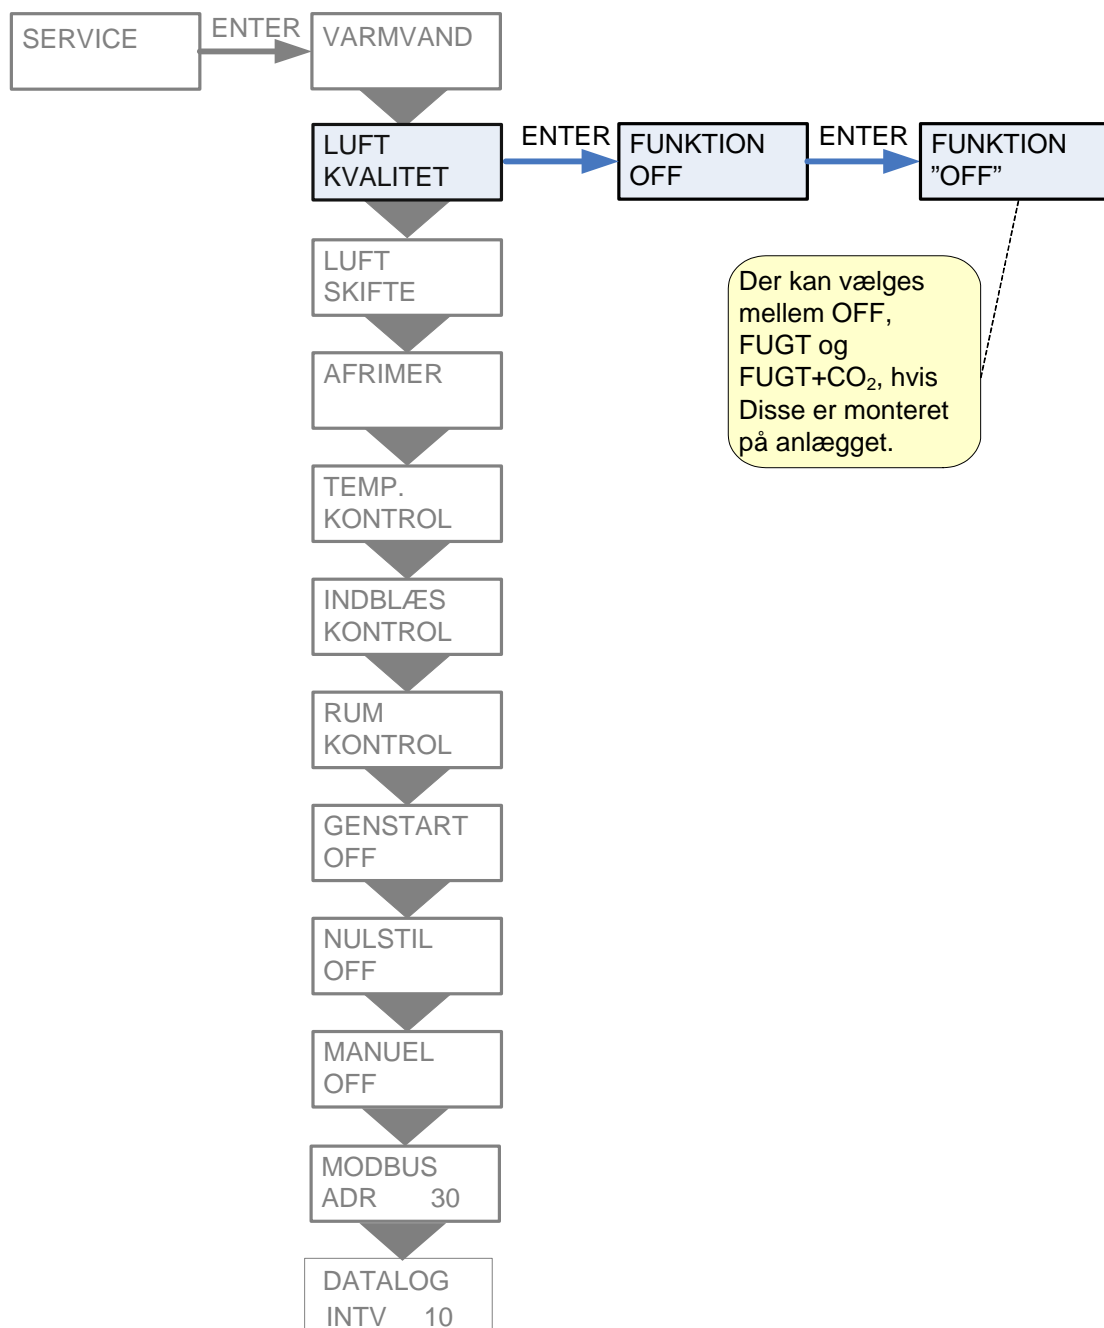 SERVICE
ENTER
VARMVAND
LUFT
KVALITET
ENTER
FUNKTION
OFF
ENTER
FUNKTION
”OFF”
Der kan vælges
mellem OFF,
FUGT og
FUGT+CO₂, hvis
Disse er monteret
på anlægget.
LUFT
SKIFTE
AFRIMER
TEMP.
KONTROL
INDBLÆS
KONTROL
RUM
KONTROL
GENSTART
OFF
NULSTIL
OFF
MANUEL
OFF
MODBUS
ADR 30
DATALOG
INTV 10